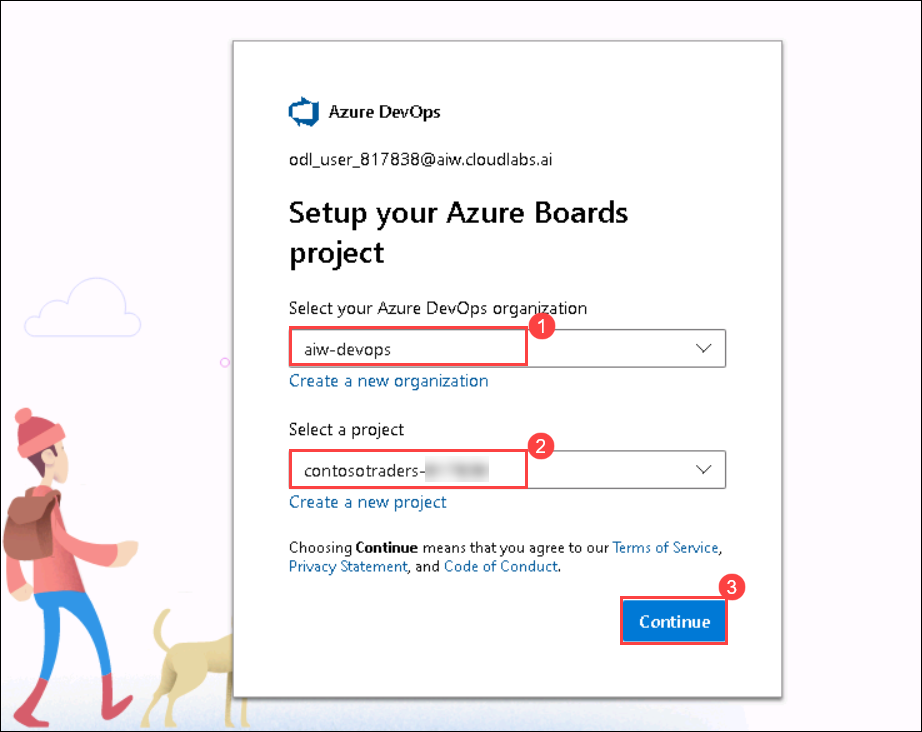 Azure DevOps
odl_user_817838@aiw.cloudlabs.ai
Setup your Azure Boards
project
Select your Azure DevOps organization
1
aiw-devops
Create a new organization
Select a project
2
contosotraders-
Create a new project
Choosing Continue means that you agree to our Terms of Service,
Privacy Statement, and Code of Conduct.
3
Continue